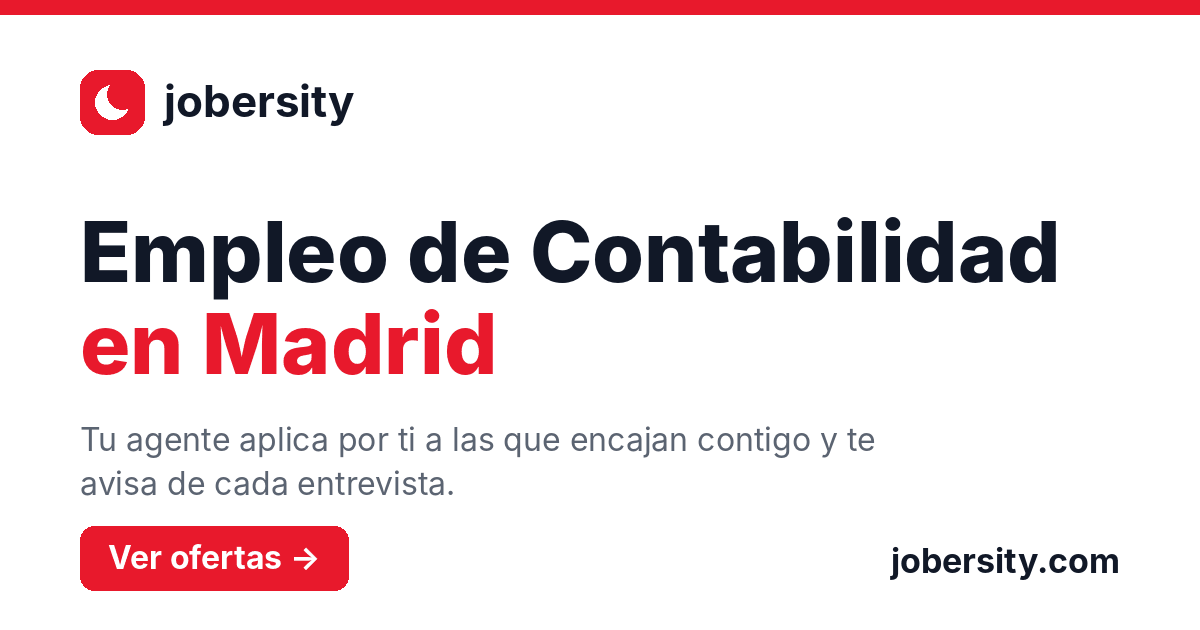 jobersity
Empleo de Contabilidad
en Madrid
Tu agente aplica por ti a las que encajan contigo y te
avisa de cada entrevista.
Ver ofertas →
jobersity.com